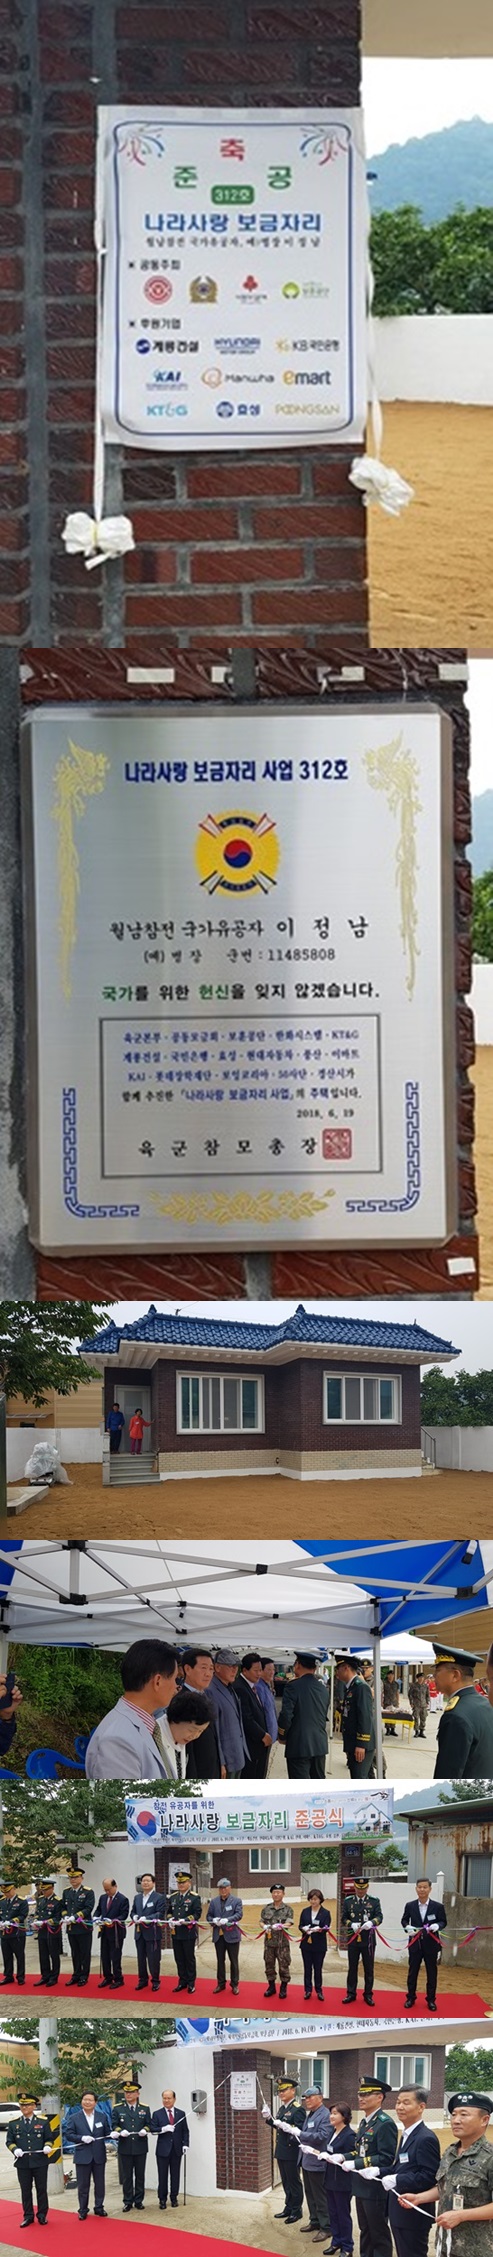 축
준 공
312호
나라사랑 보금자리
월남참전 국가유공자, 예)병장 이 정 남
※ 공동주최
※ 후원기업
계룡건설 HYUNDAI KB국민은행
KAI Hanwha emart
KT&G 효성 POONGSAN
나라사랑 보금자리 사업 312호
월남참전 국가유공자 이 정 남
(예) 병 장 군번 : 11485808
국가를 위한 헌신을 잊지 않겠습니다.
육군본부 · 공동모금회 · 보훈공단 · 한화시스템 · KT&G
계룡건설 · 국민은행 · 효성 · 현대자동차 · 풍산 · 이마트
KAI · 롯데장학재단 · 보잉코리아 · 50사단 · 경산시가
함께 추진한 「나라사랑 보금자리 사업」의 주택입니다.
2018. 6. 19
육 군 참 모 총 장
참전 유공자를 위한
나라사랑 보금자리 준공식